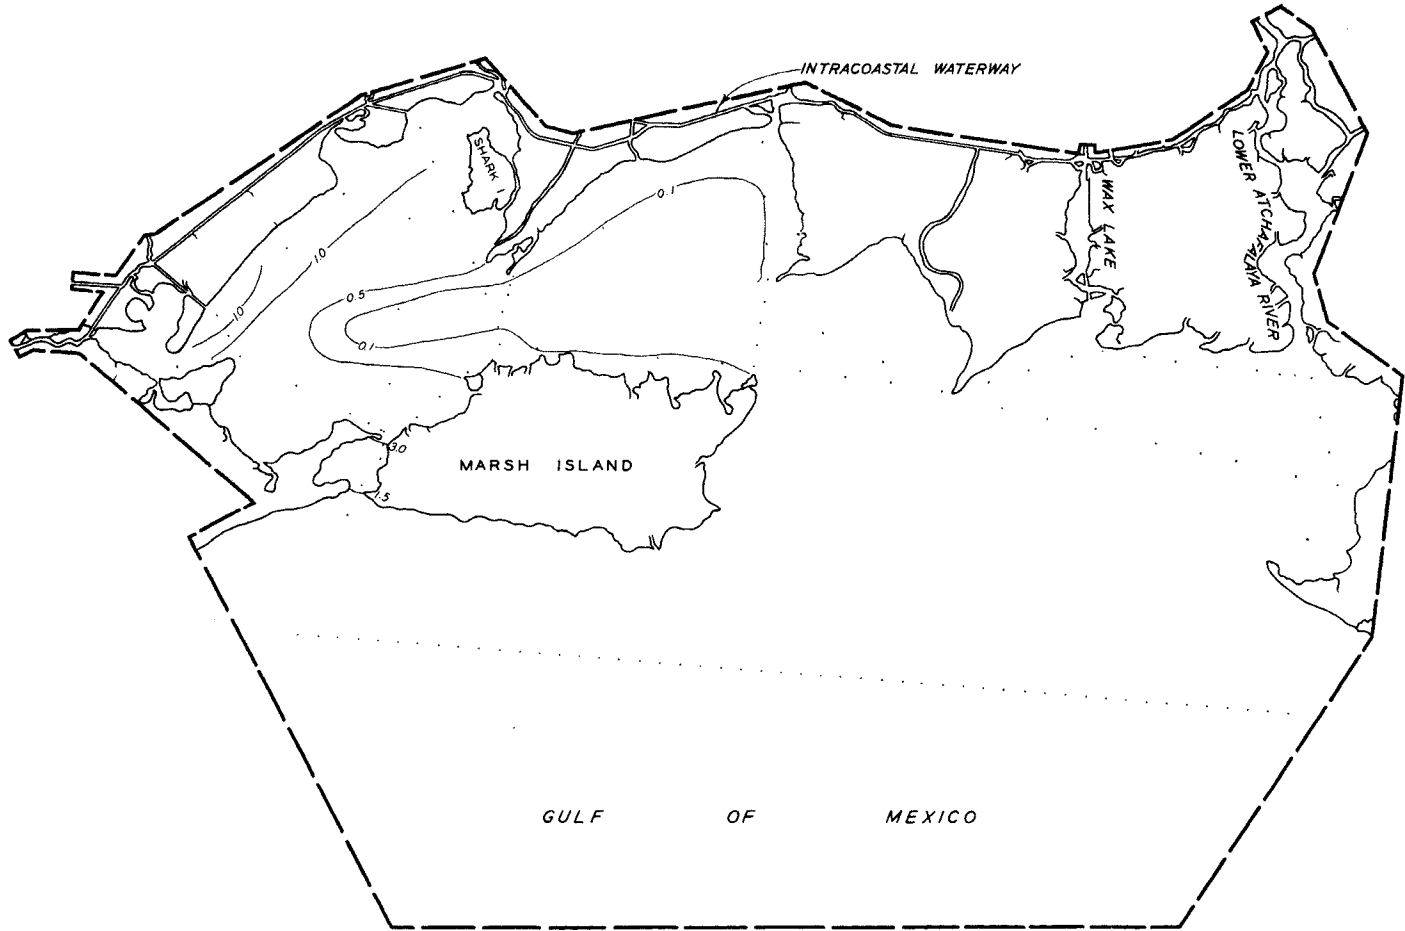 INTRACOASTAL WATERWAY
SHARK I
LOWER ATCHAFALAYA RIVER
WAX LAKE
0.1
1.0
0.5
1.0
0.1
3.0
MARSH ISLAND
1.5
GULF OF MEXICO